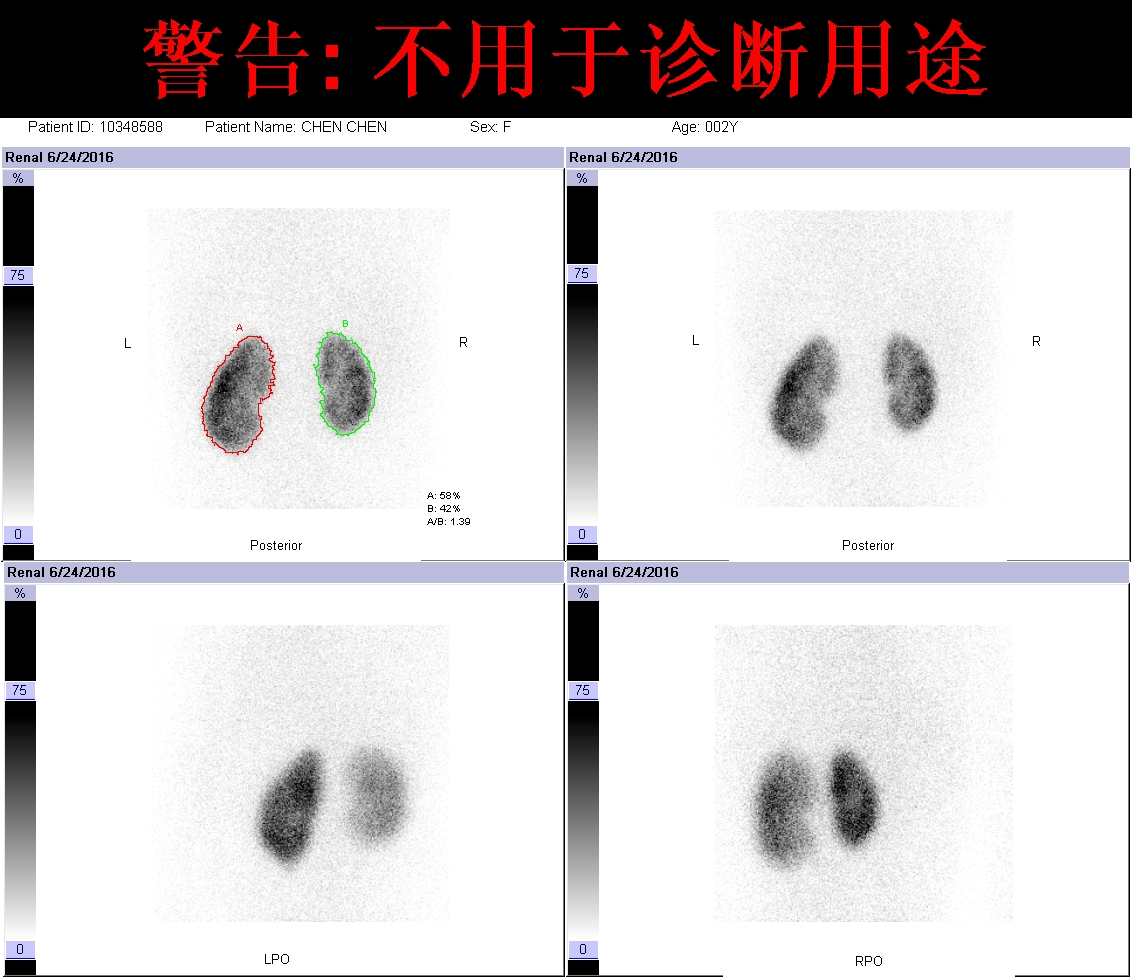 警告: 不用于诊断用途
Patient ID: 10348588 Patient Name: CHEN CHEN Sex: F Age: 002Y
Renal 6/24/2016
%
75
0
L
A
B
R
A: 58%
B: 42%
A/B: 1.39
Posterior
Renal 6/24/2016
%
75
0
L
R
Posterior
Renal 6/24/2016
%
75
0
LPO
Renal 6/24/2016
%
75
0
RPO